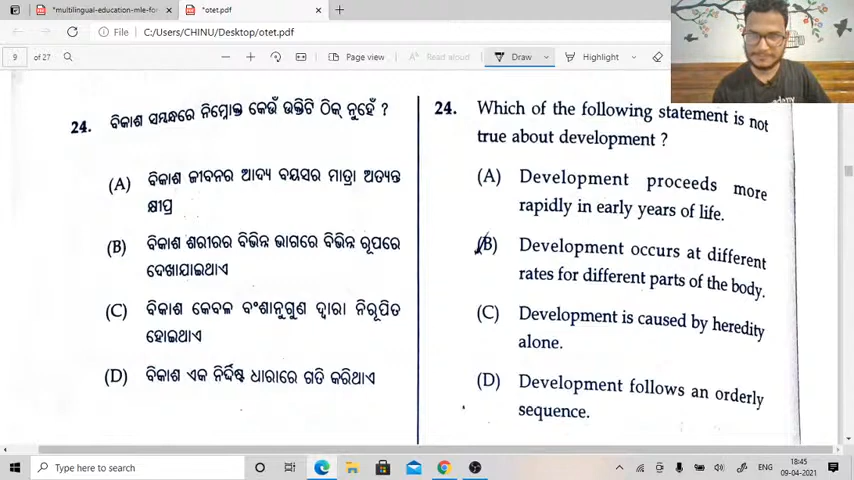 *multilingual-education-mle-fo
*otet.pdf
File
C:/Users/CHINU/Desktop/otet.pdf
9
of 27
Page view
Read aloud
Draw
Highlight
24. ବିକାଶ ସମ୍ବନ୍ଧରେ ନିମ୍ନୋକ୍ତ କେଉଁ ଉକ୍ତିଟି ଠିକ୍ ନୁହେଁ ?
(A) ବିକାଶ ଜୀବନର ଆଦ୍ୟ ବୟସର ମାତ୍ରା ଅତ୍ୟନ୍ତ
କ୍ଷୀପ୍ର
(B) ବିକାଶ ଶରୀରର ବିଭିନ୍ନ ଭାଗରେ ବିଭିନ୍ନ ରୂପରେ
ଦେଖାଯାଇଥାଏ
(C) ବିକାଶ କେବଳ ବଂଶାନୁଗୁଣ ଦ୍ୱାରା ନିରୂପିତ
ହୋଇଥାଏ
(D) ବିକାଶ ଏକ ନିର୍ଦ୍ଦିଷ୍ଟ ଧାରାରେ ଗତି କରିଥାଏ
24. Which of the following statement is not
true about development ?
(A) Development proceeds more
rapidly in early years of life.
(B) Development occurs at different
rates for different parts of the body.
(C) Development is caused by heredity
alone.
(D) Development follows an orderly
sequence.
Type here to search
ENG
18:45
09-04-2021